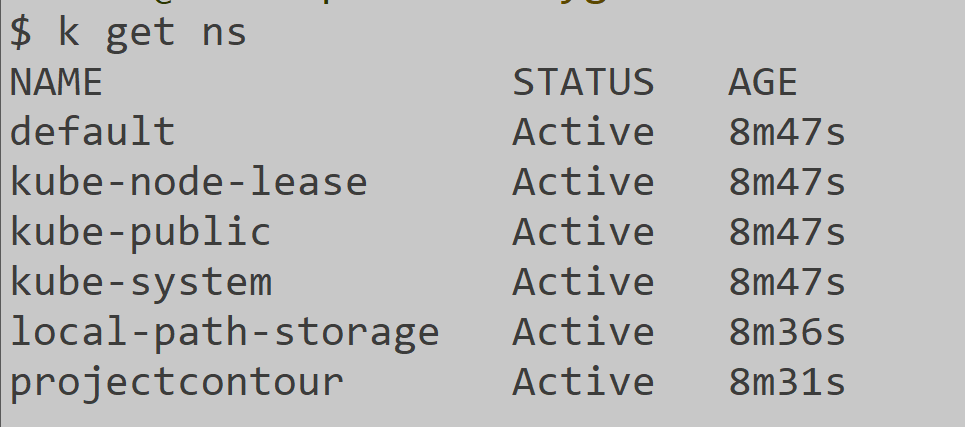 $ k get ns
NAME STATUS AGE
default Active 8m47s
kube-node-lease Active 8m47s
kube-public Active 8m47s
kube-system Active 8m47s
local-path-storage Active 8m36s
projectcontour Active 8m31s